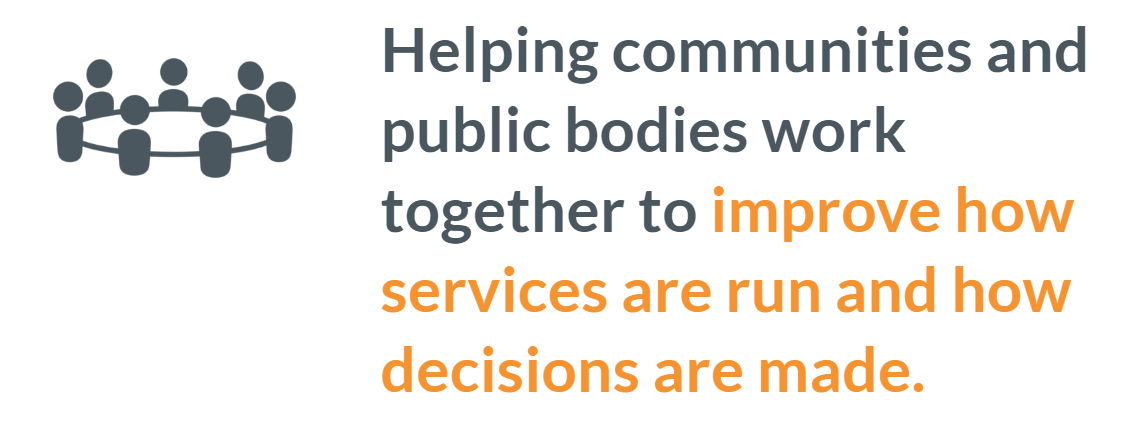 Helping communities and
public bodies work
together to improve how
services are run and how
decisions are made.